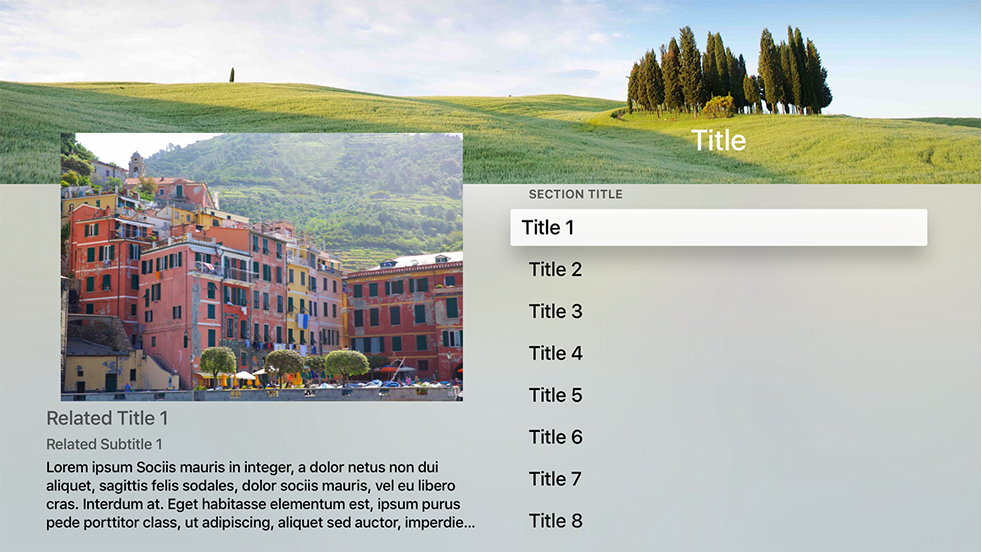 Title
Related Title 1
Related Subtitle 1
Lorem ipsum Sociis mauris in integer, a dolor netus non dui
aliquet, sagittis felis sodales, dolor sociis mauris, vel eu libero
cras. Interdum at. Eget habitasse elementum est, ipsum purus
pede porttitor class, ut adipiscing, aliquet sed auctor, imperdie...
SECTION TITLE
Title 1
Title 2
Title 3
Title 4
Title 5
Title 6
Title 7
Title 8